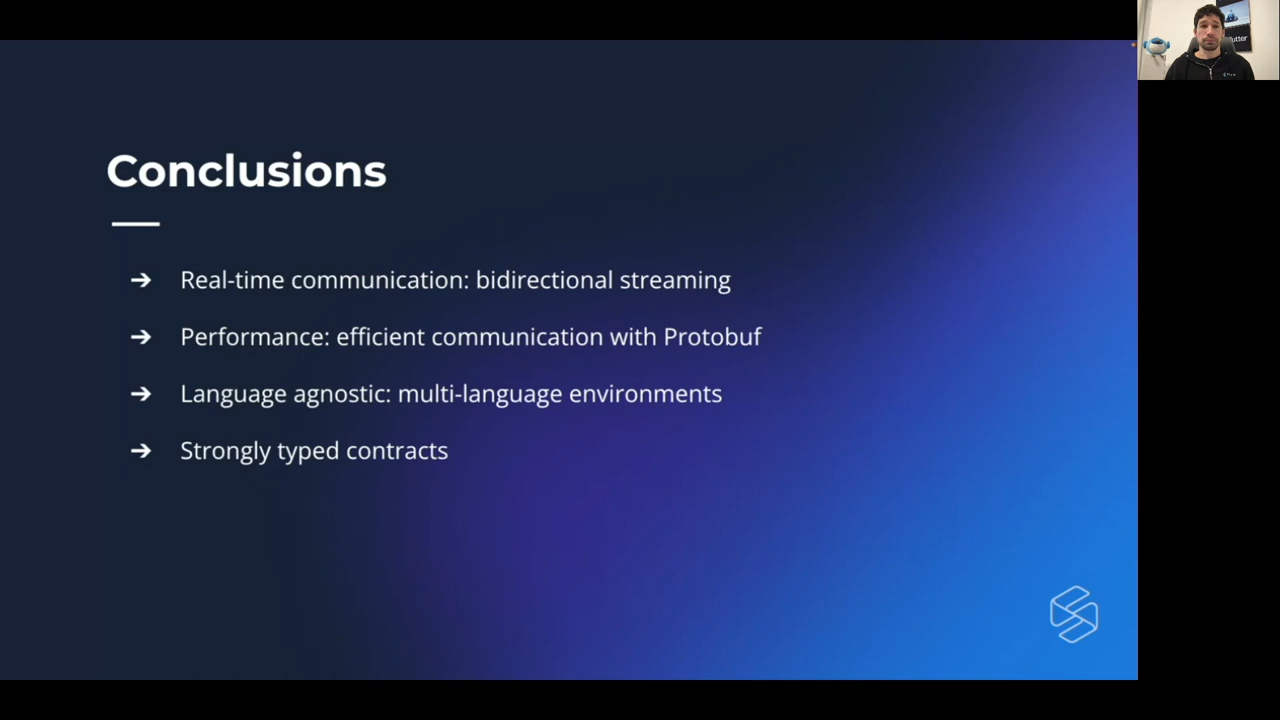 Conclusions
➔ Real-time communication: bidirectional streaming
➔ Performance: efficient communication with Protobuf
➔ Language agnostic: multi-language environments
➔ Strongly typed contracts